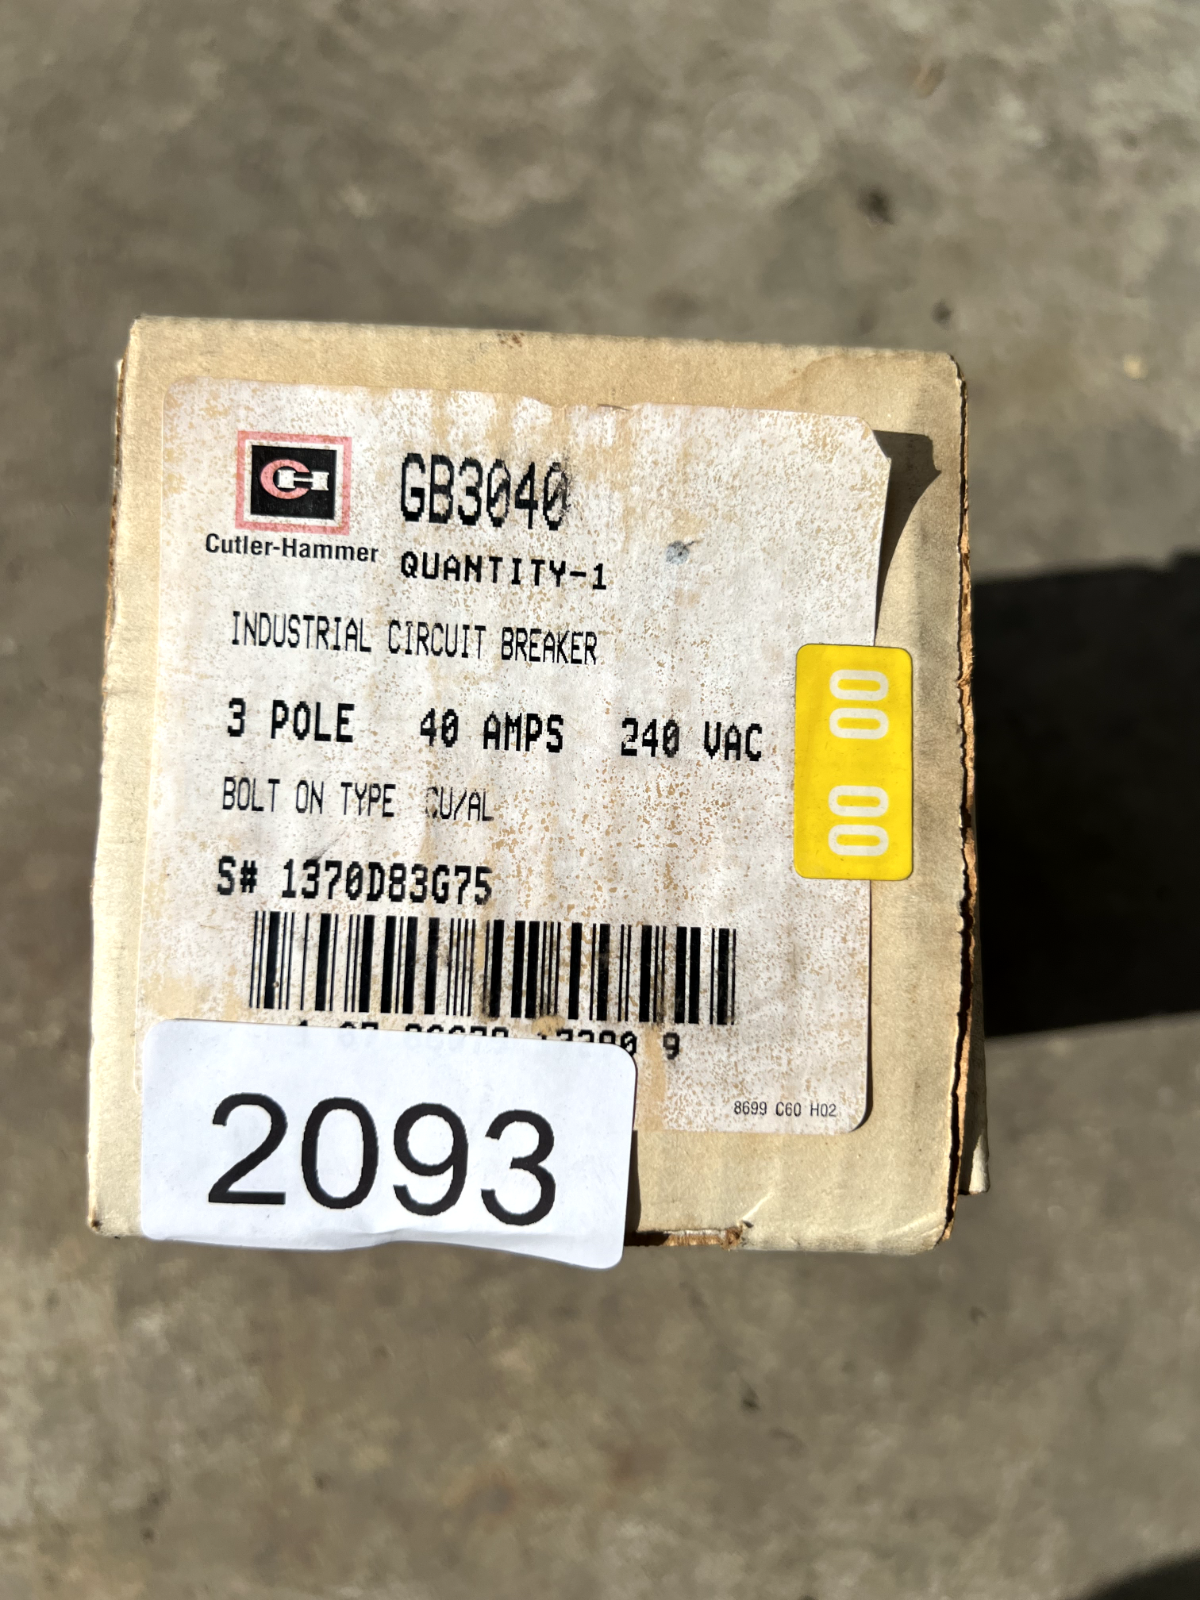 GB3040
Cutler-Hammer
QUANTITY-1
INDUSTRIAL CIRCUIT BREAKER
3 POLE 40 AMPS 240 VAC
BOLT ON TYPE CU/AL
S# 1370D83G75
9
8699 C60 H02
2093
00 00